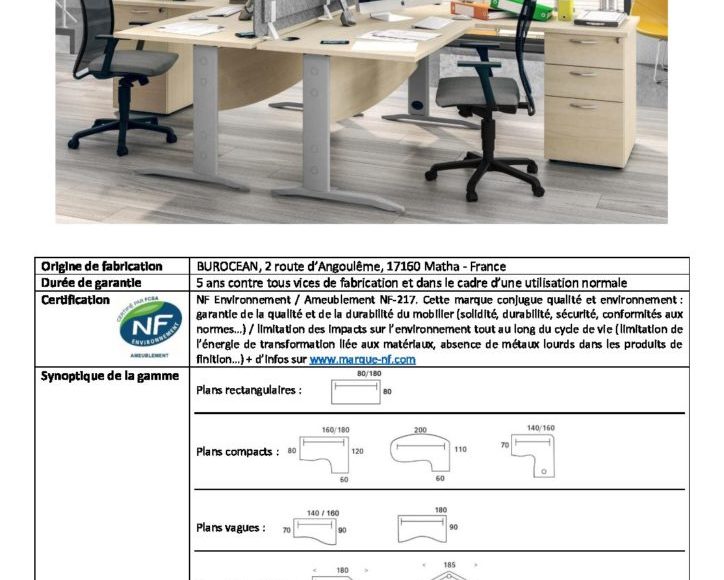 Origine de fabrication
BUROCEAN, 2 route d’Angoulême, 17160 Matha - France
Durée de garantie
5 ans contre tous vices de fabrication et dans le cadre d’une utilisation normale
Certification
CERTIFIÉ PAR FCBA
NF
ENVIRONNEMENT
AMEUBLEMENT
NF Environnement / Ameublement NF-217. Cette marque conjugue qualité et environnement :
garantie de la qualité et de la durabilité du mobilier (solidité, durabilité, sécurité, conformités aux
normes…) / limitation des impacts sur l’environnement tout au long du cycle de vie (limitation de
l’énergie de transformation liée aux matériaux, absence de métaux lourds dans les produits de
finition…) + d’infos sur www.marque-nf.com
Synoptique de la gamme
80/180
Plans rectangulaires :
80
160/180
200
140/160
Plans compacts :
80
120
110
70
60
60
140 / 160
180
Plans vagues :
70
90
90
< 180 >
< 185 >